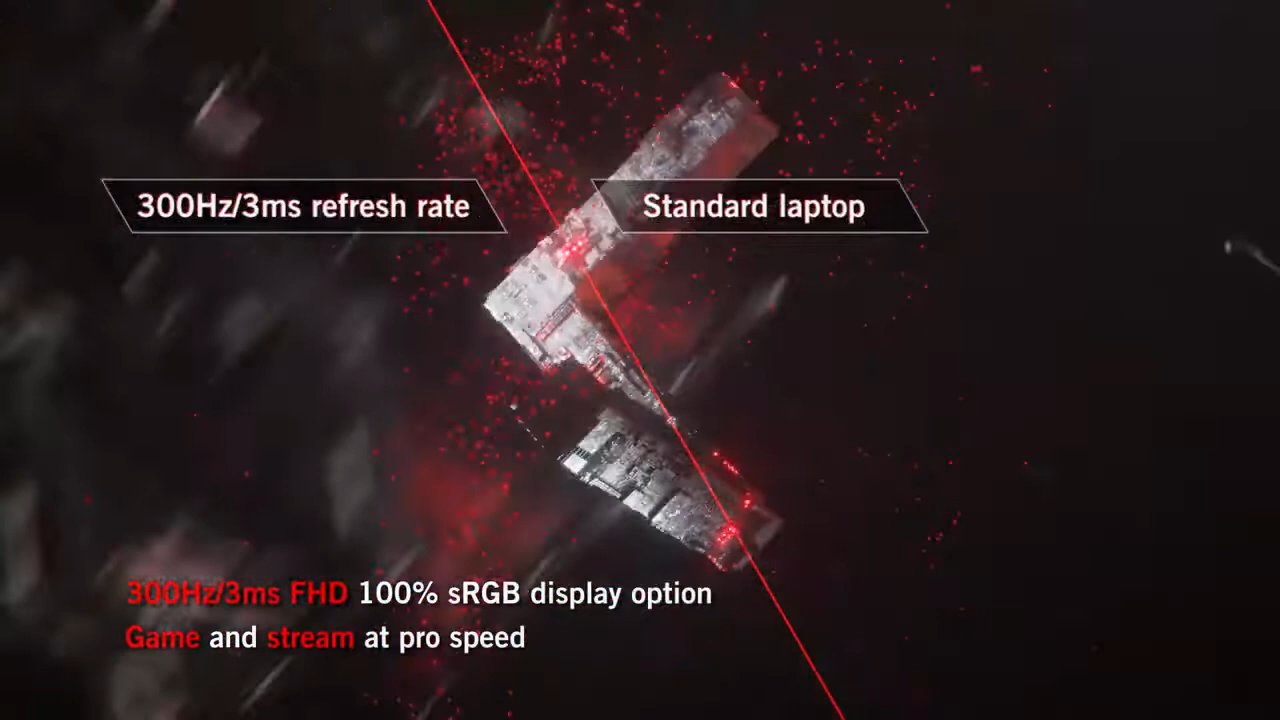 300Hz/3ms refresh rate
Standard laptop
300Hz/3ms FHD 100% sRGB display option
Game and stream at pro speed